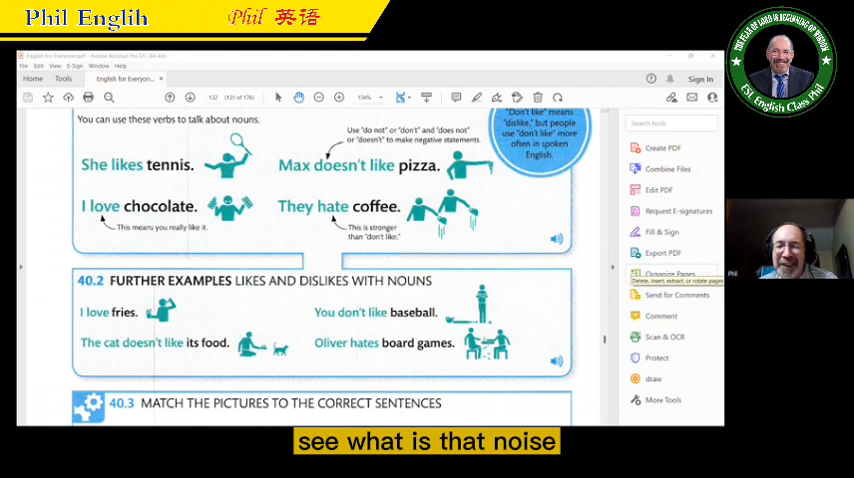 Phil Englih Phil 英语
THE FEAR OF LORD IS BEGINNING OF WISDOM
ESL English Class Phil
English for Everyone.pdf - Adobe Acrobat Pro DC (64-bit)
File Edit View E-Sign Window Help
Home Tools English for Everyon... ×
Sign In
132 (131 of 176) 134%
You can use these verbs to talk about nouns.
Use "do not" or "don't" and "does not"
or "doesn't" to make negative statements.
"Don't like" means
"dislike," but people
use "don't like" more
often in spoken
English.
She likes tennis.
Max doesn't like pizza.
I love chocolate.
They hate coffee.
This means you really like it.
This is stronger
than "don't like."
40.2 FURTHER EXAMPLES LIKES AND DISLIKES WITH NOUNS
I love fries.
You don't like baseball.
The cat doesn't like its food.
Oliver hates board games.
40.3 MATCH THE PICTURES TO THE CORRECT SENTENCES
Search tools
Create PDF
Combine Files
Edit PDF
Request E-signatures
Fill & Sign
Export PDF
Organize Pages
Delete, insert, extract, or rotate pages
Send for Comments
Comment
Scan & OCR
Protect
draw
More Tools
Phil
see what is that noise